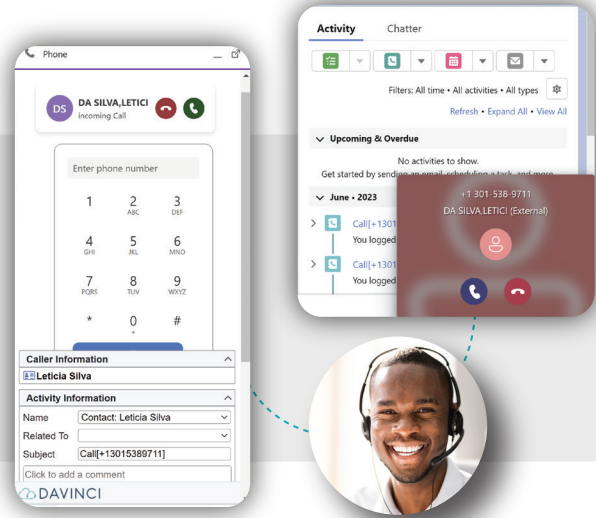 Phone
DS
DA SILVA,LETICI
incoming Call
Enter phone number
1
2
ABC
3
DEF
4
GHI
5
JKL
6
MNO
7
PQRS
8
TUV
9
WXYZ
*
0
+
#
Caller Information
Leticia Silva
Activity Information
Name
Contact: Leticia Silva
Related To
Subject
Call[+13015389711]
Click to add a comment
DAVINCI
Activity
Chatter
Filters: All time • All activities • All types
Refresh • Expand All • View All
Upcoming & Overdue
No activities to show.
Get started by sending an email, scheduling a task, and more.
June • 2023
Call[+1301
You logged
Call[+1301
You logged
+1 301-538-9711
DA SILVA,LETICI (External)